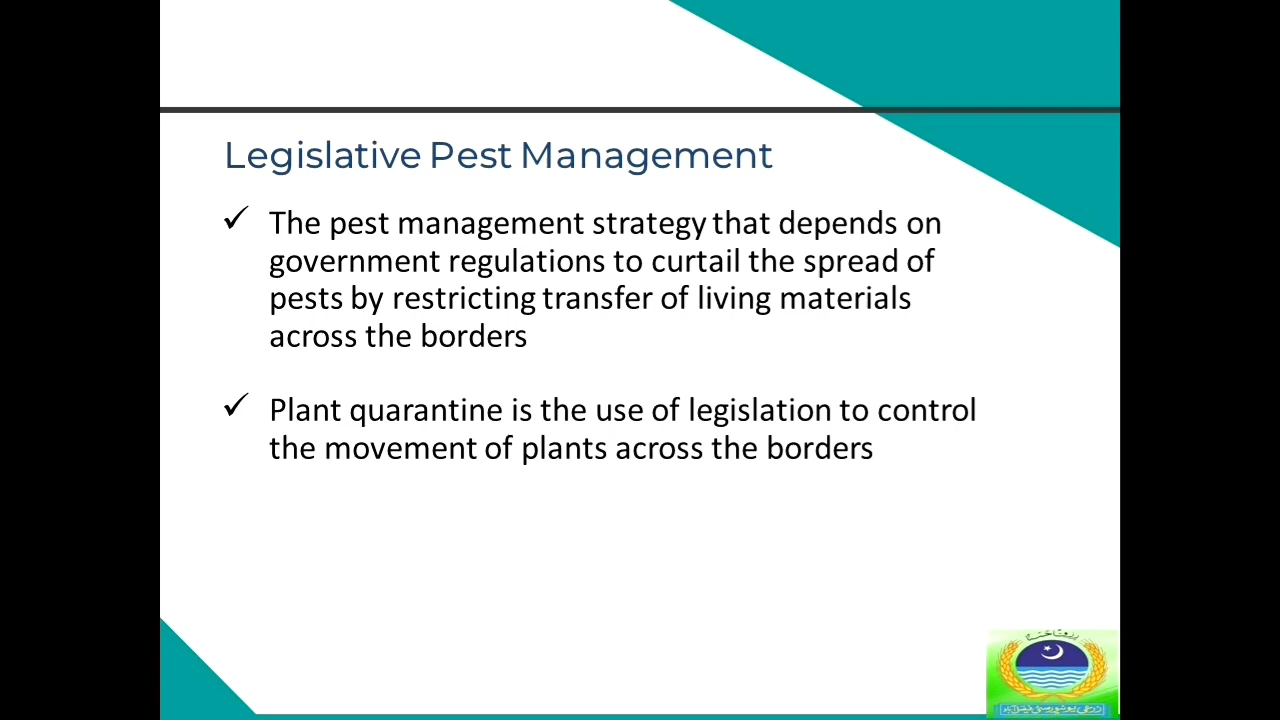 Legislative Pest Management
✓ The pest management strategy that depends on
government regulations to curtail the spread of
pests by restricting transfer of living materials
across the borders
✓ Plant quarantine is the use of legislation to control
the movement of plants across the borders